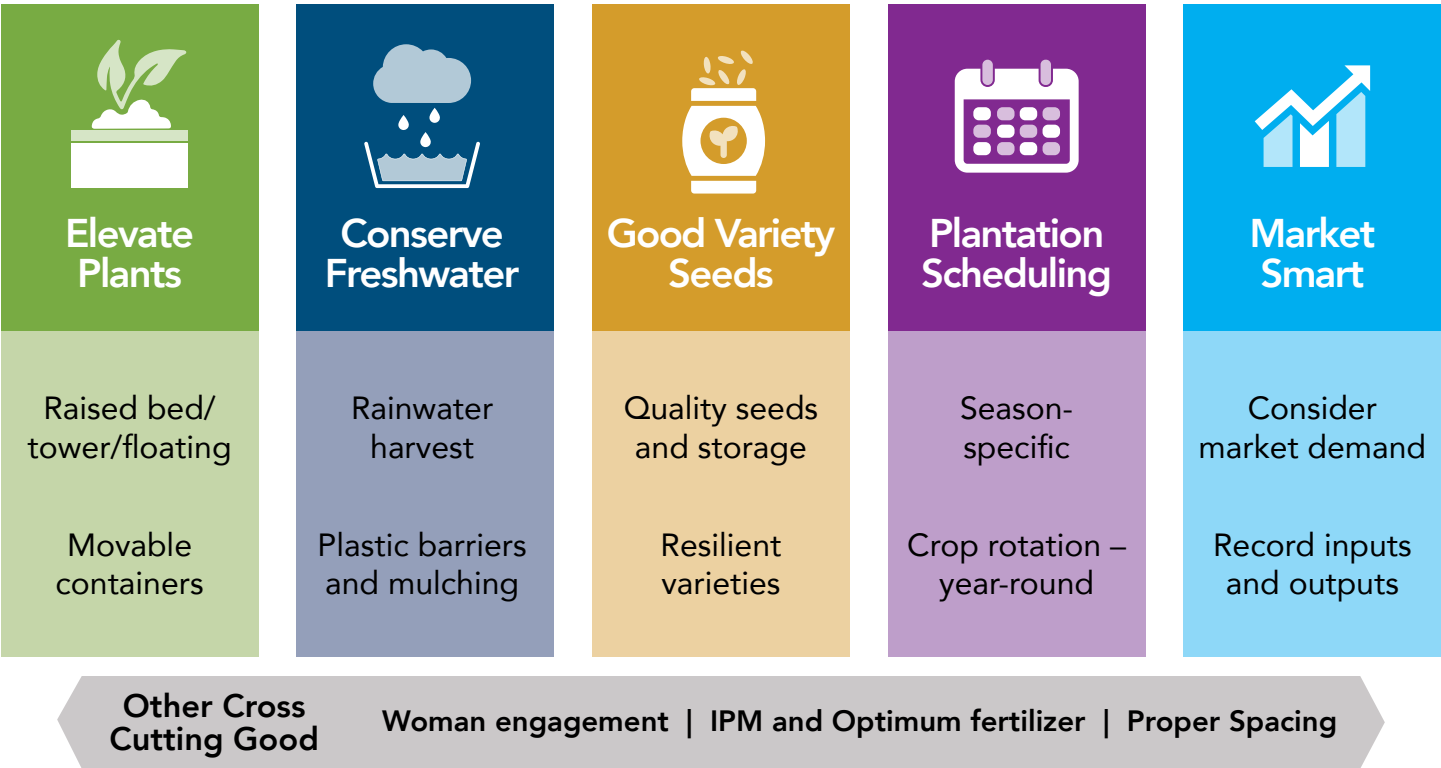 Elevate
Plants
Raised bed/
tower/floating
Movable
containers
Conserve
Freshwater
Rainwater
harvest
Plastic barriers
and mulching
Good Variety
Seeds
Quality seeds
and storage
Resilient
varieties
Plantation
Scheduling
Season-
specific
Crop rotation –
year-round
Market
Smart
Consider
market demand
Record inputs
and outputs
Other Cross
Cutting Good
Woman engagement | IPM and Optimum fertilizer | Proper Spacing